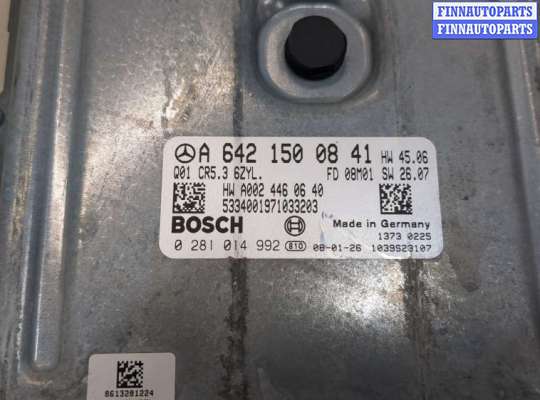 FINNAUTOPARTS
FINNAUTOPARTS
A 642 150 08 41 HW 45.06
Q01 CR5.3 6ZYL. FD 08M01 SW 26.07
HW A002 446 06 40
5334001971033203
BOSCH Made in Germany
1373 0225
0 281 014 992 810 08-01-26 1039S23107
8613281224